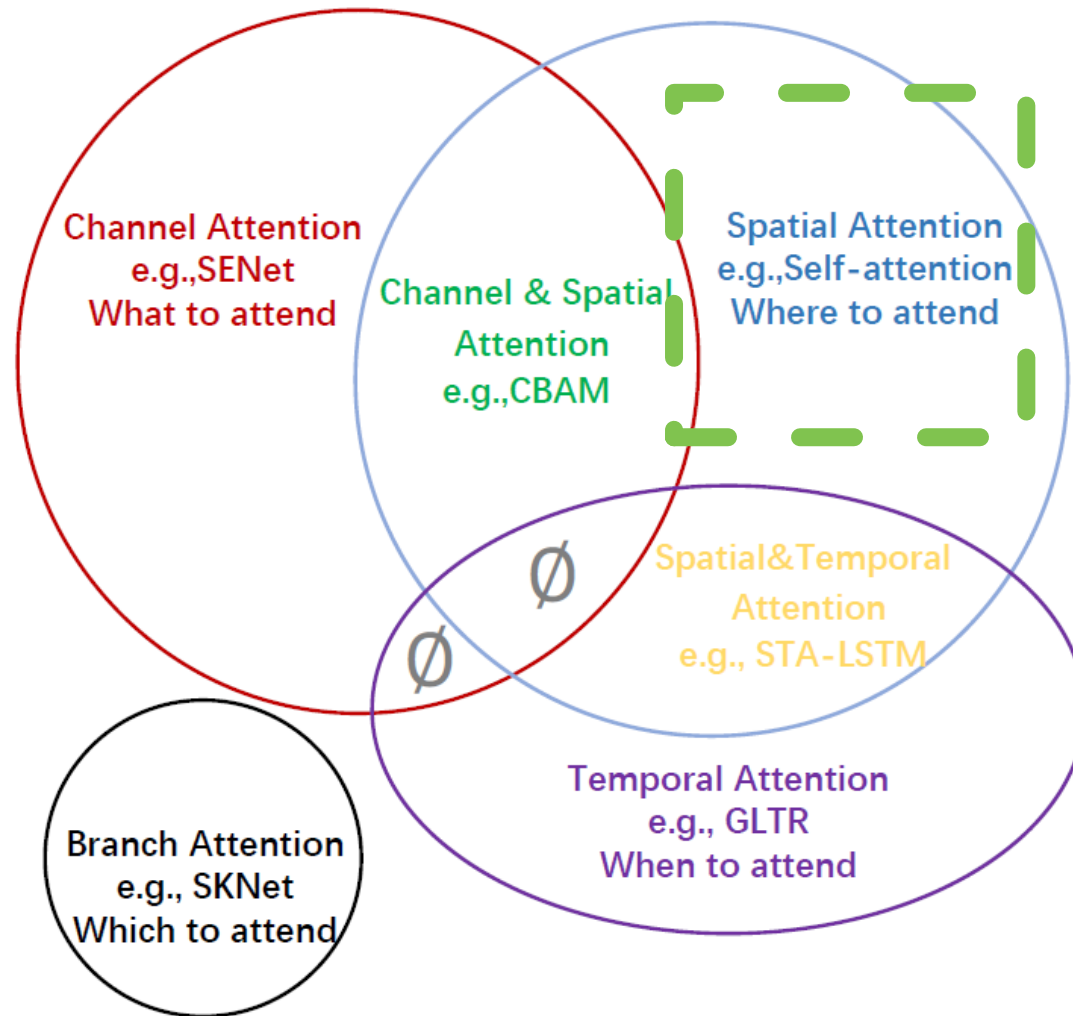 Channel Attention
e.g.,SENet
What to attend
Channel & Spatial
Attention
e.g.,CBAM
Spatial Attention
e.g.,Self-attention
Where to attend
Ø
Ø
Spatial&Temporal
Attention
e.g., STA-LSTM
Temporal Attention
e.g., GLTR
When to attend
Branch Attention
e.g., SKNet
Which to attend